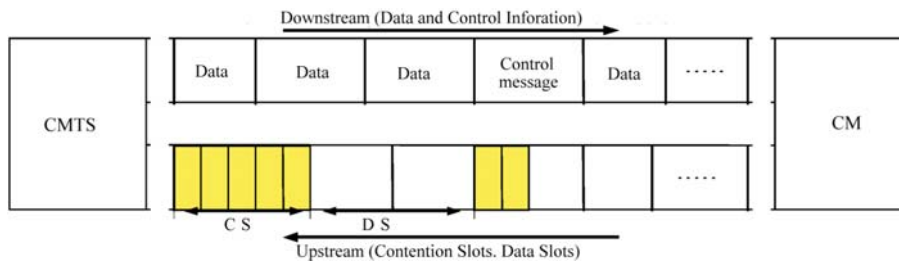 Downstream (Data and Control Inforation)
CMTS
Data
Data
Data
Control
message
Data
.....
CM
.....
C S
D S
Upstream (Contention Slots. Data Slots)